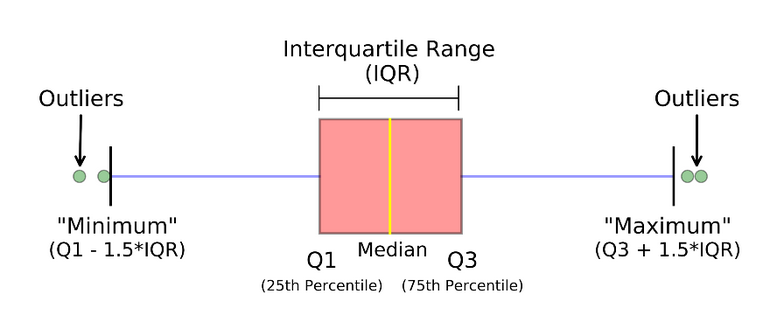 Interquartile Range
(IQR)
Outliers
Outliers
"Minimum"
(Q1 - 1.5*IQR)
"Maximum"
(Q3 + 1.5*IQR)
Median
Q1
Q3
(25th Percentile)
(75th Percentile)